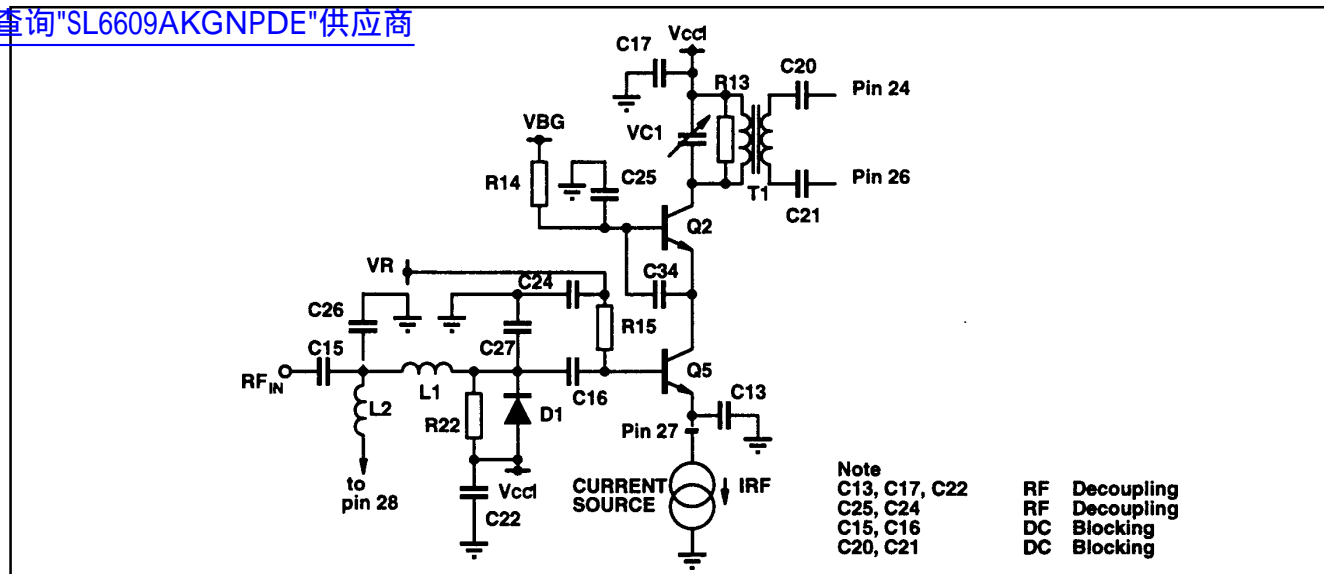 查询"SL6609AKGNPDE"供应商
Vcc1
C17
R13
C20
Pin 24
VC1
VBG
C25
R14
Pin 26
T1
C21
Q2
VR
C24
C34
C26
R15
C15
C27
Q5
RFIN
L1
C16
C13
L2
R22
D1
Pin 27
to
pin 28
Vcc1
C22
CURRENT
SOURCE
IRF
Note
C13, C17, C22 RF Decoupling
C25, C24 RF Decoupling
C15, C16 DC Blocking
C20, C21 DC Blocking